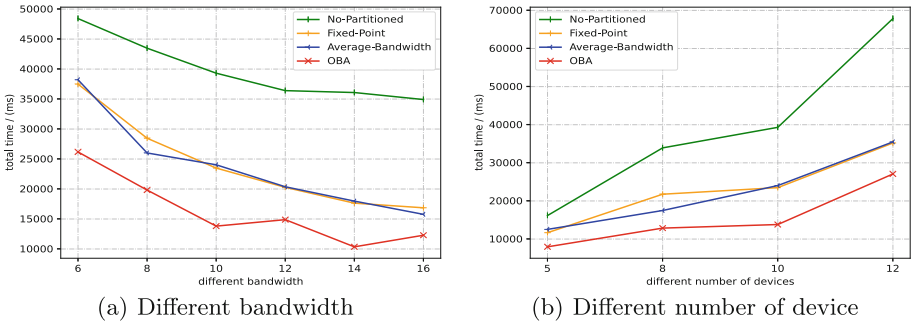 50000
45000
40000
35000
30000
25000
20000
15000
10000
total time / (ms)
No-Partitioned
Fixed-Point
Average-Bandwidth
OBA
6 8 10 12 14 16
different bandwidth
(a) Different bandwidth
70000
60000
50000
40000
30000
20000
10000
total time / (ms)
No-Partitioned
Fixed-Point
Average-Bandwidth
OBA
5 8 10 12
different number of devices
(b) Different number of device